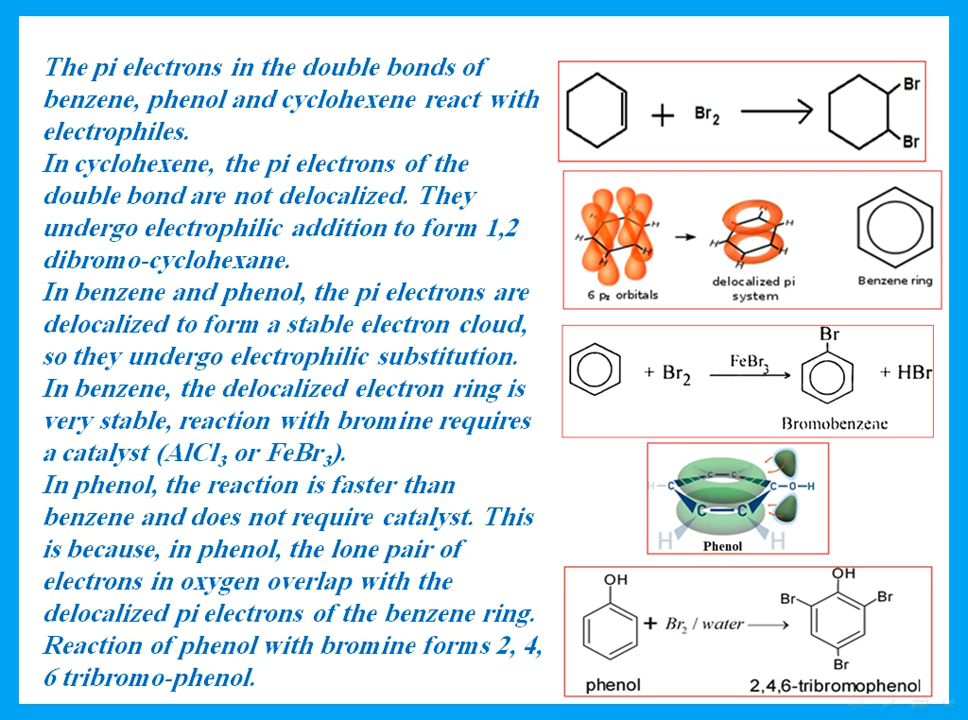 The pi electrons in the double bonds of
benzene, phenol and cyclohexene react with
electrophiles.
In cyclohexene, the pi electrons of the
double bond are not delocalized. They
undergo electrophilic addition to form 1,2
dibromo-cyclohexane.
In benzene and phenol, the pi electrons are
delocalized to form a stable electron cloud,
so they undergo electrophilic substitution.
In benzene, the delocalized electron ring is
very stable, reaction with bromine requires
a catalyst (AlCl₃ or FeBr₃).
In phenol, the reaction is faster than
benzene and does not require catalyst. This
is because, in phenol, the lone pair of
electrons in oxygen overlap with the
delocalized pi electrons of the benzene ring.
Reaction of phenol with bromine forms 2, 4,
6 tribromo-phenol.
Br
+ Br₂
Br
H H H H
H H H H
6 p₂ orbitals
delocalized pi
system
Benzene ring
Br
+ Br₂ FeBr₃ + HBr
Bromobenzene
C C
H C C O H
C C
H H
Phenol
OH OH
Br Br
+ Br₂ / water
Br
phenol 2,4,6-tribromophenol